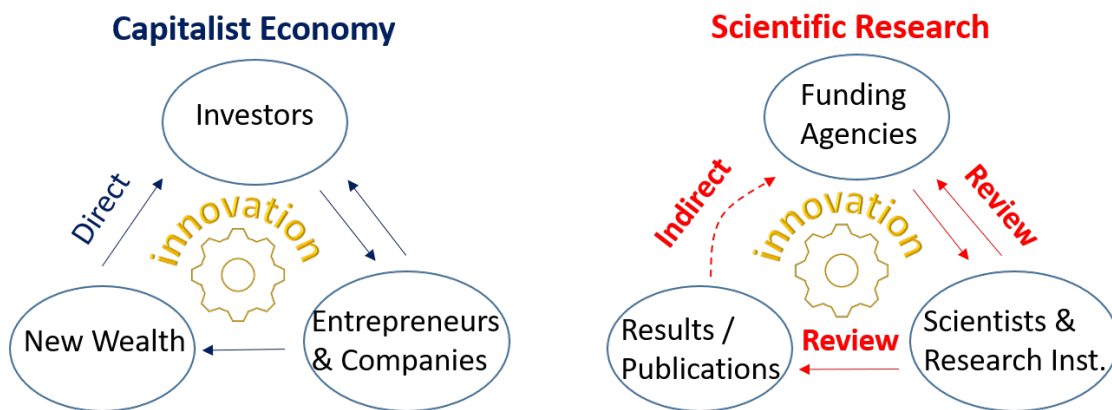 Capitalist Economy
Investors
Direct
innovation
New Wealth
Entrepreneurs
& Companies
Scientific Research
Funding
Agencies
Indirect
innovation
Review
Results /
Publications
Review
Scientists &
Research Inst.